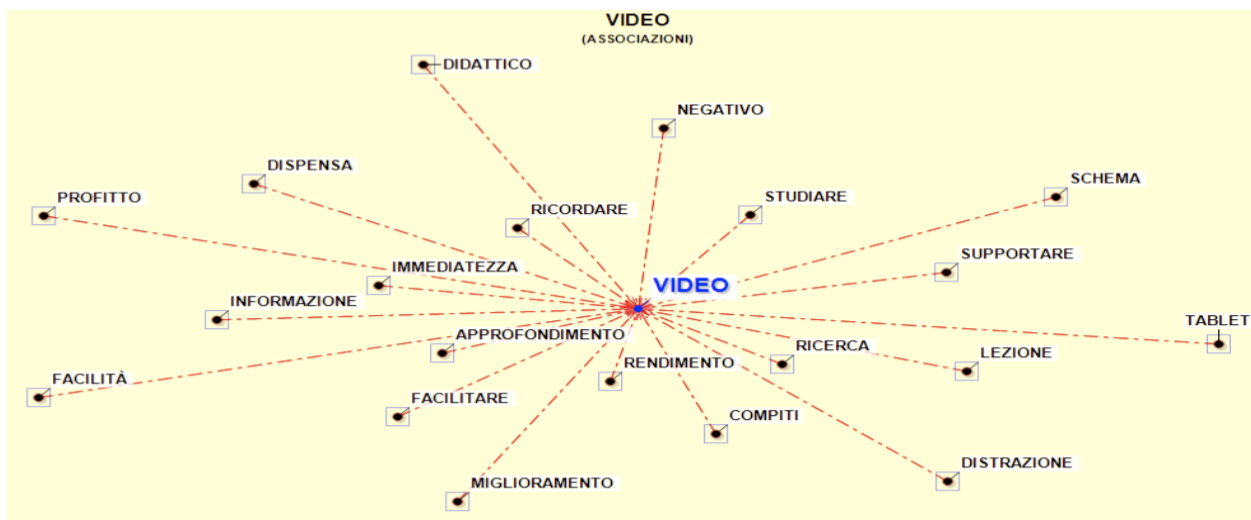 VIDEO
(ASSOCIAZIONI)
DIDATTICO
NEGATIVO
DISPENSA
SCHEMA
PROFITTO
STUDIARE
RICORDARE
SUPPORTARE
IMMEDIATEZZA
VIDEO
INFORMAZIONE
TABLET
APPROFONDIMENTO
RICERCA
LEZIONE
RENDIMENTO
FACILITÀ
FACILITARE
COMPITI
DISTRAZIONE
MIGLIORAMENTO